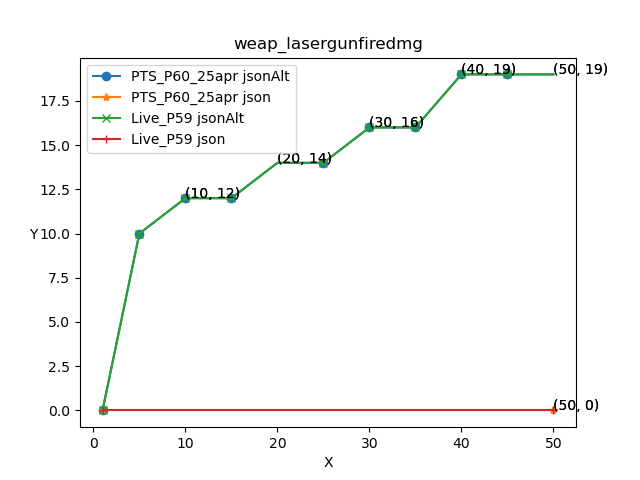 weap_lasergunfiredmg
PTS_P60_25apr jsonAlt
PTS_P60_25apr json
Live_P59 jsonAlt
Live_P59 json
(10, 12)
(20, 14)
(30, 16)
(40, 19)
(50, 19)
(50, 0)
17.5
15.0
12.5
10.0
7.5
5.0
2.5
0.0
Y
0
10
20
30
40
50
X